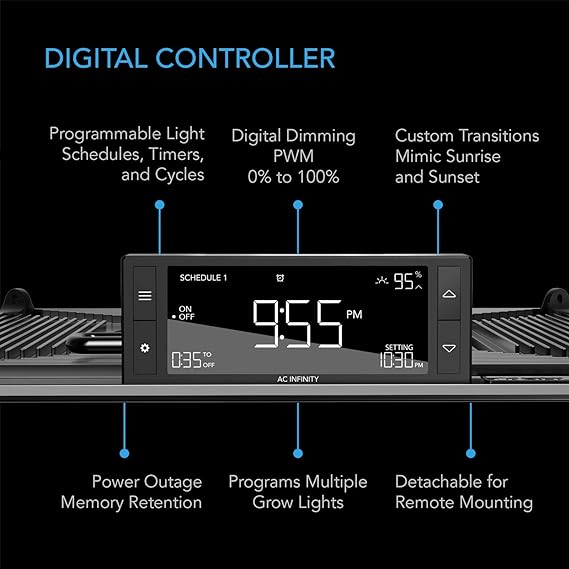 DIGITAL CONTROLLER
Programmable Light
Schedules, Timers,
and Cycles
Digital Dimming
PWM
0% to 100%
Custom Transitions
Mimic Sunrise
and Sunset
SCHEDULE 1
95 %
ON
OFF
9:55 PM
0:35 TO OFF
SETTING
10:30 PM
AC INFINITY
Power Outage
Memory Retention
Programs Multiple
Grow Lights
Detachable for
Remote Mounting